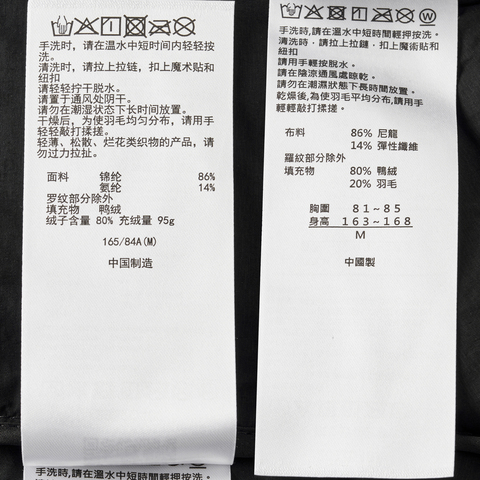 手洗时，请在温水中短时间内轻轻按
洗。
清洗时，请拉上拉链，扣上魔术贴和
纽扣
请轻轻拧干脱水。
请置于通风处阴干。
请勿在潮湿状态下长时间放置。
干燥后，为使羽毛均匀分布，请用手
轻轻敲打揉搓。
轻薄、松散、烂花类织物的产品，请
勿过力拉扯。
面料 锦纶 86%
氨纶 14%
罗纹部分除外
填充物 鸭绒
绒子含量 80% 充绒量 95g
165/84A(M)
中国制造
手洗時,請在溫水中短時間輕押按洗。
W
手洗時,請在溫水中短時間輕押按洗。
清洗時，請拉上拉鏈，扣上魔術貼和
紐扣
請用手輕按脫水。
請在陰涼通風處晾乾。
請勿在潮濕狀態下長時間放置。
乾燥後,為使羽毛平均分布,請用手
輕輕敲打揉搓。
布料 86% 尼龍
14% 彈性纖維
羅紋部分除外
填充物 80% 鴨絨
20% 羽毛
胸圍 81~85
身高 163~168
M
中國製